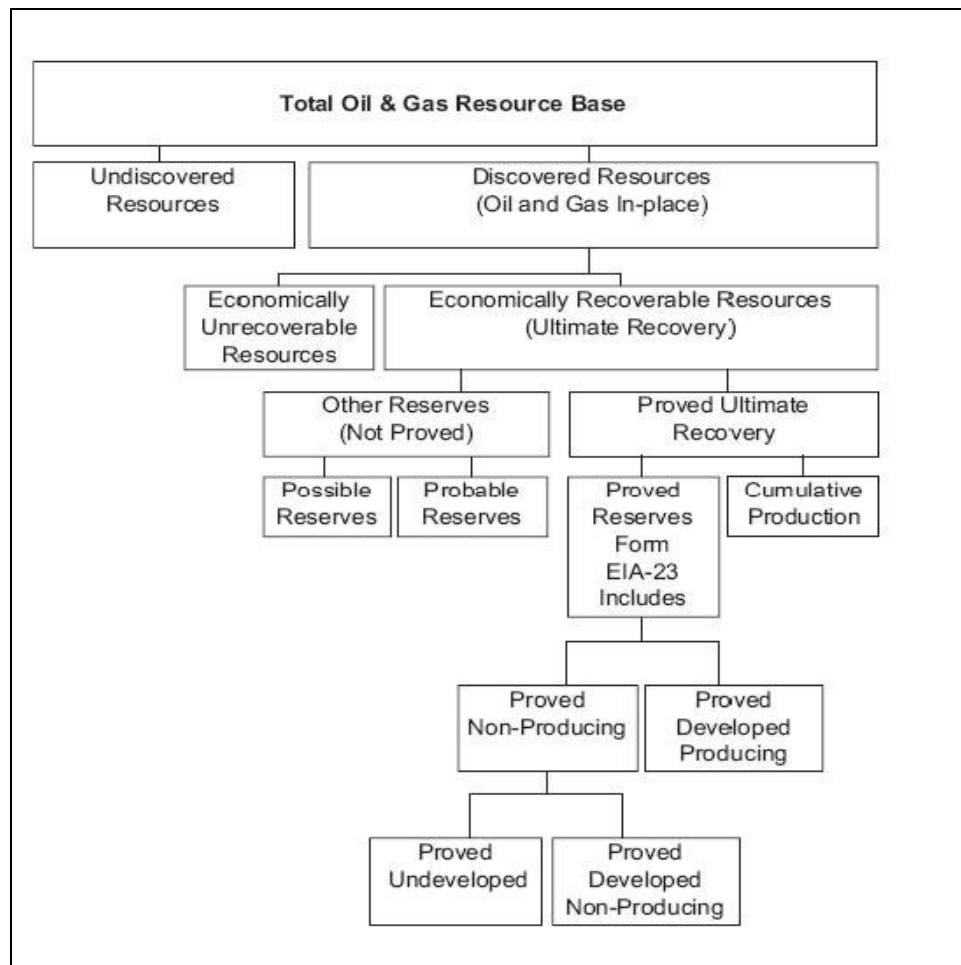 Total Oil & Gas Resource Base
Undiscovered
Resources
Discovered Resources
(Oil and Gas In-place)
Economically
Unrecoverable
Resources
Economically Recoverable Resources
(Ultimate Recovery)
Other Reserves
(Not Proved)
Proved Ultimate
Recovery
Possible
Reserves
Probable
Reserves
Proved
Reserves
Form
EIA-23
Includes
Cumulative
Production
Proved
Non-Producing
Proved
Developed
Producing
Proved
Undeveloped
Proved
Developed
Non-Producing